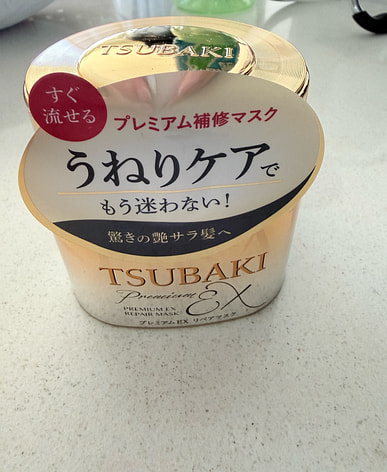 TSUBAKI
すぐ
流せる
プレミアム補修マスク
うねりケアで
もう迷わない!
驚きの艶サラ髪へ
TSUBAKI
Premium EX
PREMIUM EX
REPAIR MASK
プレミアムEX リペアマスク